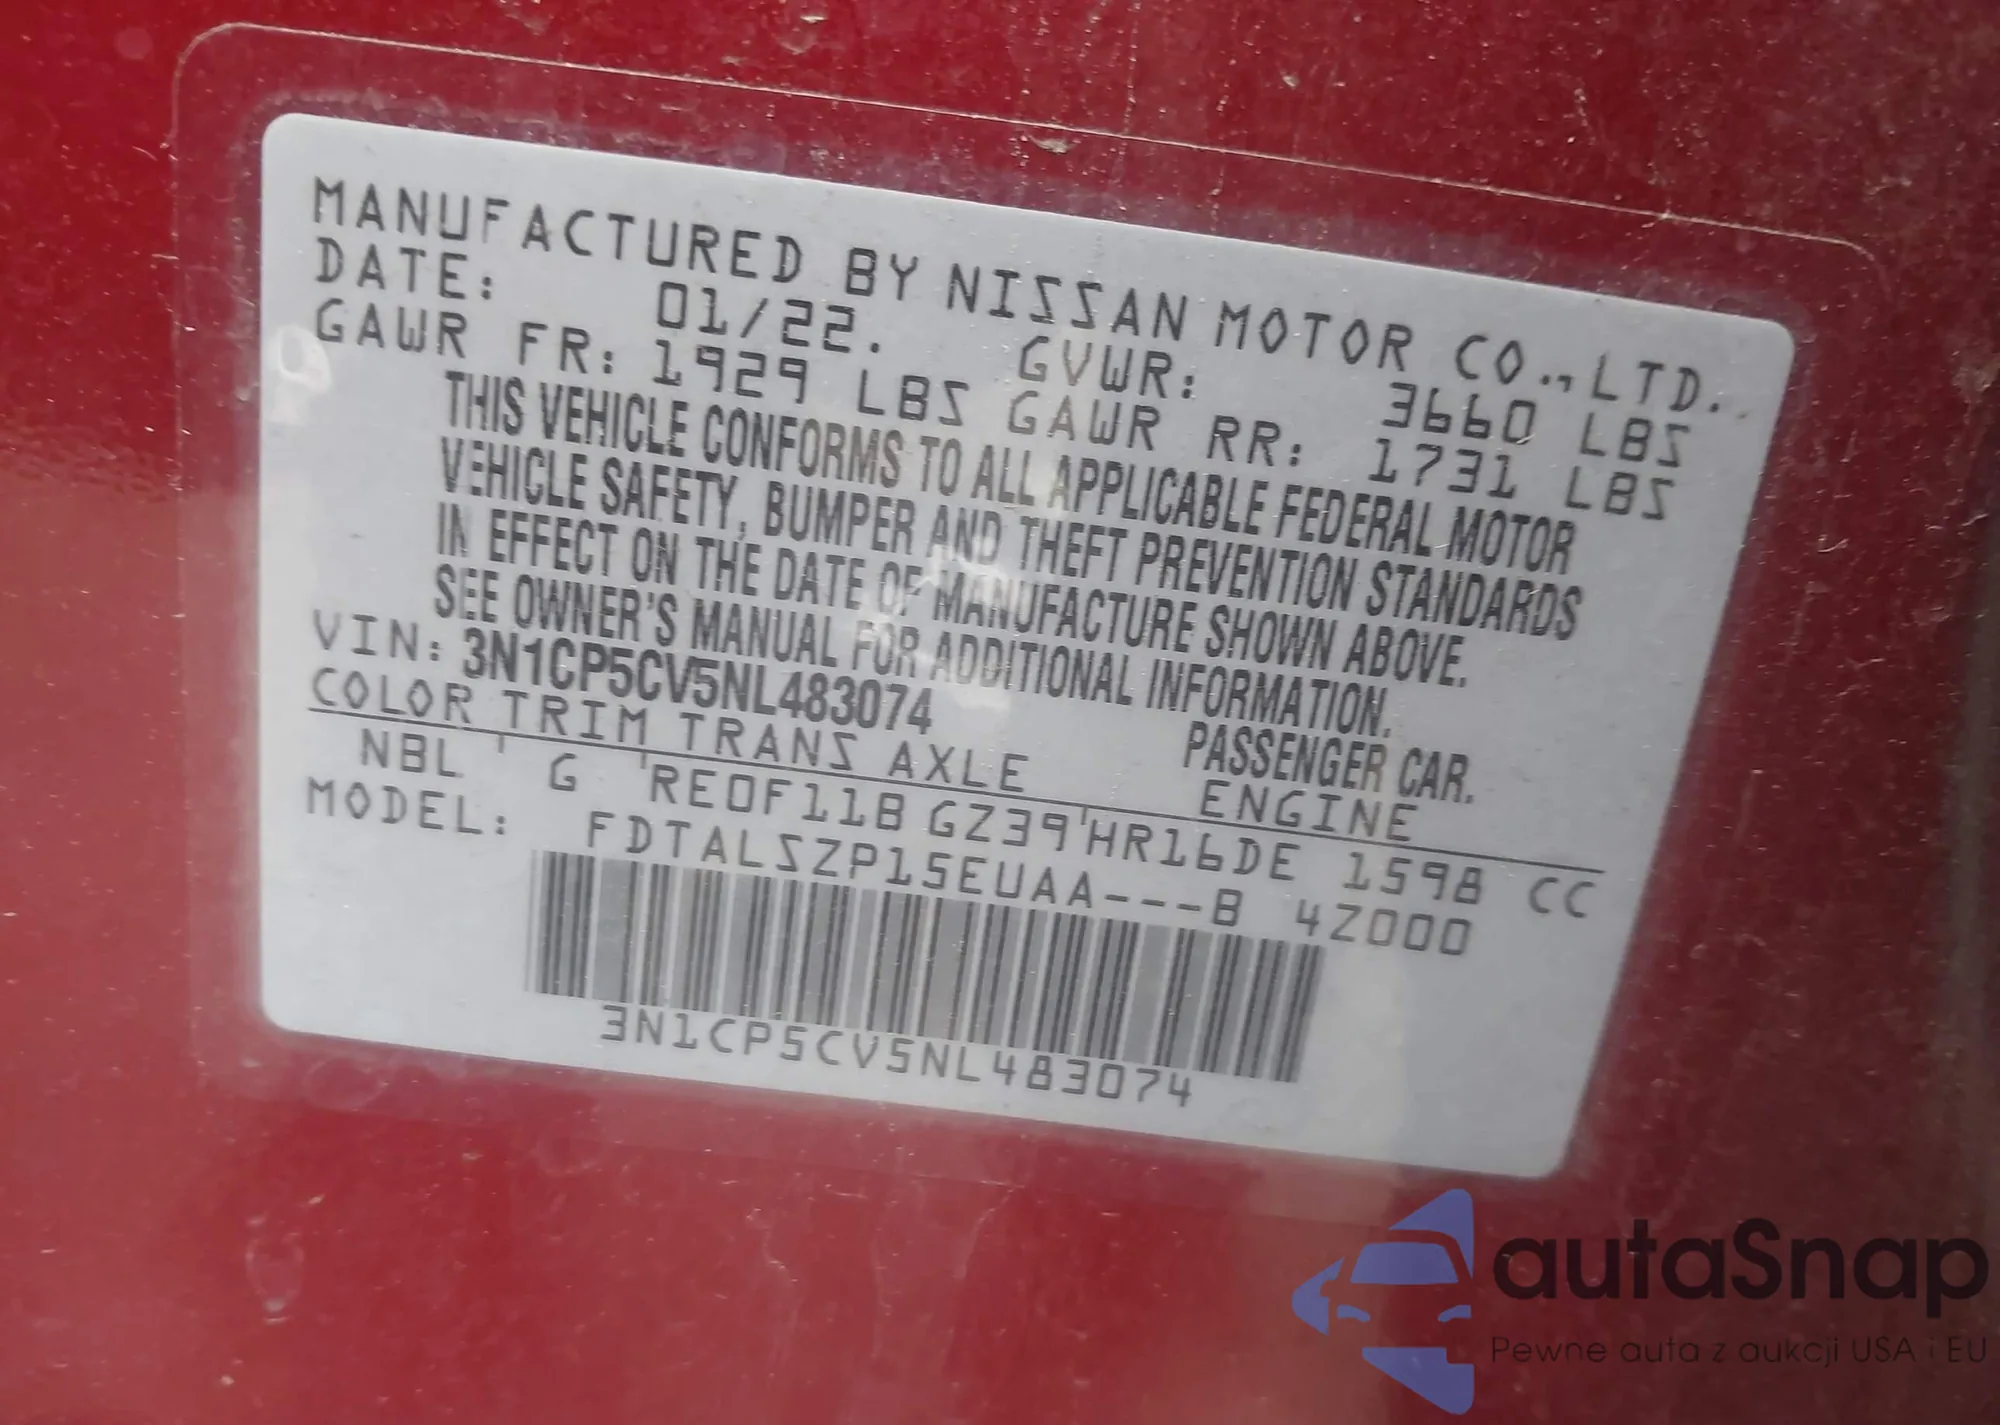 MANUFACTURED BY NISSAN MOTOR CO.,LTD.
DATE: 01/22. GVWR: 3660 LBS
GAWR FR: 1929 LBS GAWR RR: 1731 LBS
THIS VEHICLE CONFORMS TO ALL APPLICABLE FEDERAL MOTOR
VEHICLE SAFETY, BUMPER AND THEFT PREVENTION STANDARDS
IN EFFECT ON THE DATE OF MANUFACTURE SHOWN ABOVE.
SEE OWNER'S MANUAL FOR ADDITIONAL INFORMATION.
VIN: 3N1CP5CV5NL483074 PASSENGER CAR.
COLOR TRIM TRANS AXLE ENGINE
NBL ' G 'RE0F11B GZ39'HR16DE 1598 CC
MODEL: FDTALSZP15EUAA---B 4Z000
3N1CP5CV5NL483074
autaSnap
Pewne auta z aukcji USA i EU